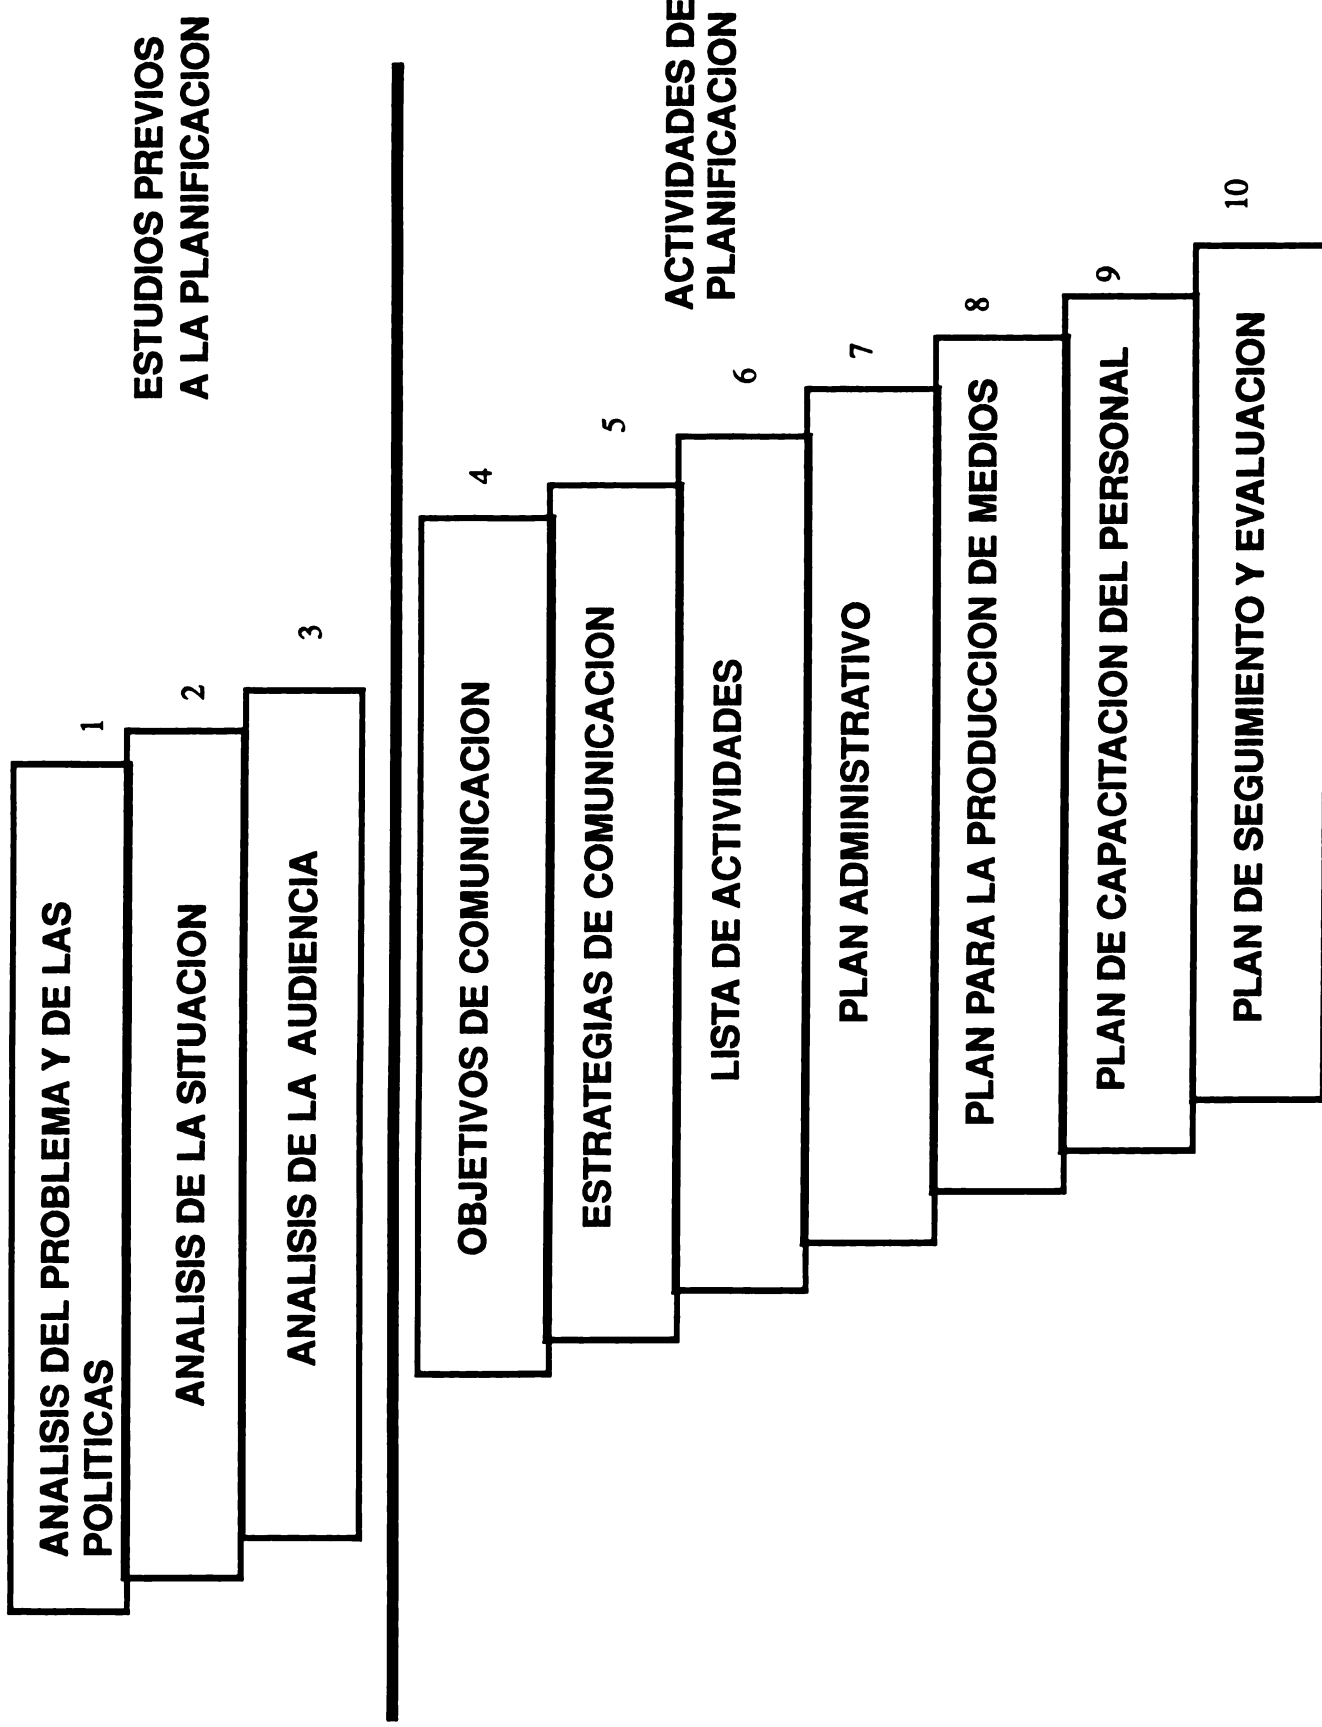 ESTUDIOS PREVIOS
A LA PLANIFICACION
ANALISIS DEL PROBLEMA Y DE LAS
POLITICAS
1
ANALISIS DE LA SITUACION
2
ANALISIS DE LA AUDIENCIA
3
ACTIVIDADES DE
PLANIFICACION
OBJETIVOS DE COMUNICACION
4
ESTRATEGIAS DE COMUNICACION
5
LISTA DE ACTIVIDADES
6
PLAN ADMINISTRATIVO
7
PLAN PARA LA PRODUCCION DE MEDIOS
8
PLAN DE CAPACITACION DEL PERSONAL
9
PLAN DE SEGUIMIENTO Y EVALUACION
10